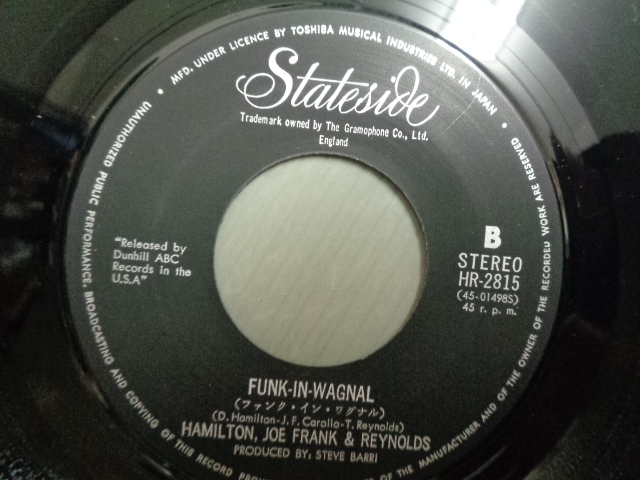 MFD. UNDER LICENCE BY TOSHIBA MUSICAL INDUSTRIES LTD. IN JAPAN
Stateside
Trademark owned by The Gramophone Co., Ltd.
England
"Released by
Dunhill ABC
Records in the
U.S.A"
B
STEREO
HR-2815
(45-01498S)
45 r. p. m.
FUNK-IN-WAGNAL
(ファンク・イン・ワグナル)
(D. Hamilton-J. F. Carollo-T. Reynolds)
HAMILTON, JOE FRANK & REYNOLDS
PRODUCED BY: STEVE BARRI
UNAUTHORIZED PUBLIC PERFORMANCE, BROADCASTING AND COPYING OF THIS RECORD
OF THE MANUFACTURER AND OF THE OWNER OF THE RECORDED WORK ARE RESERVED